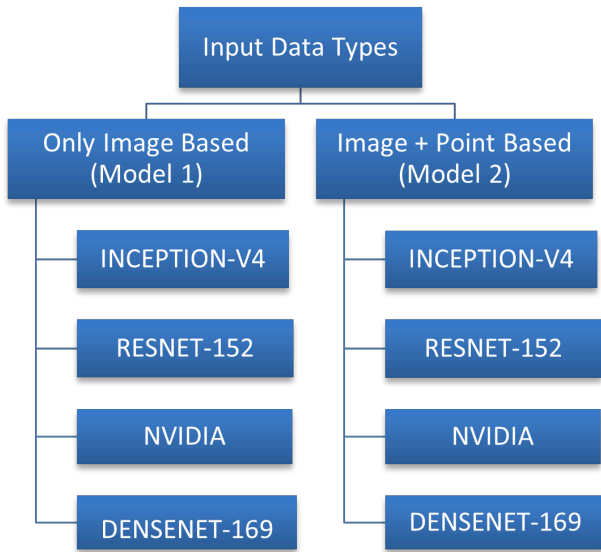 Input Data Types
Only Image Based
(Model 1)
INCEPTION-V4
RESNET-152
NVIDIA
DENSENET-169
Image + Point Based
(Model 2)
INCEPTION-V4
RESNET-152
NVIDIA
DENSENET-169